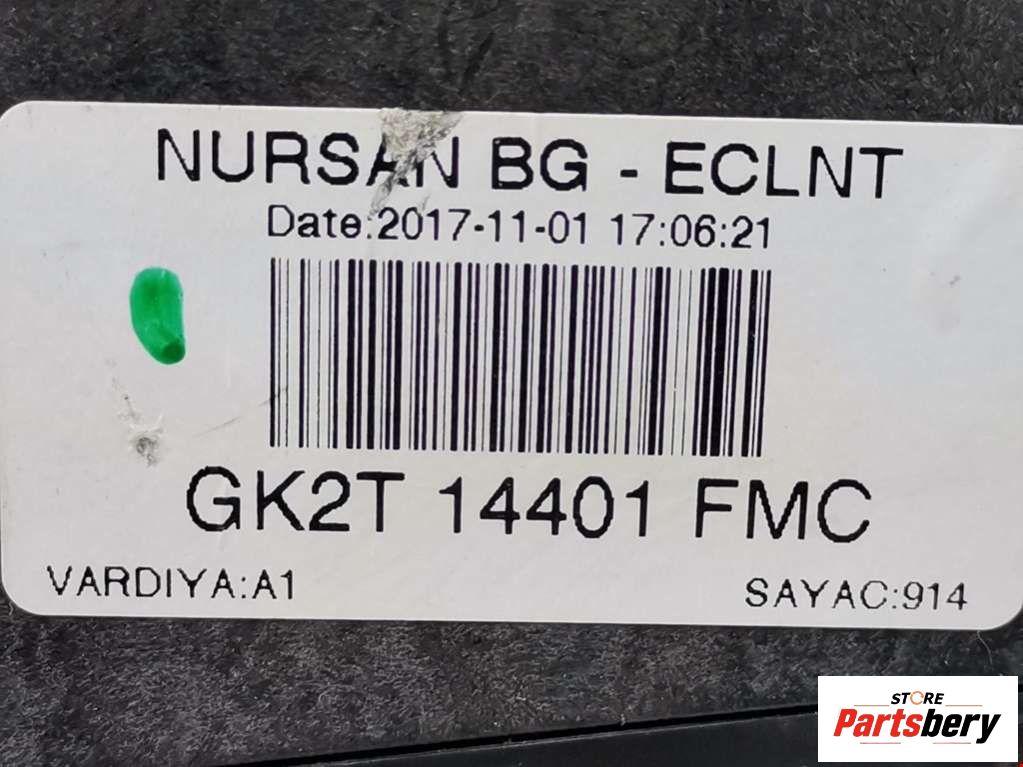 NURSAN BG - ECLNT
Date:2017-11-01 17:06:21
GK2T 14401 FMC
VARDIYA:A1
SAYAC:914
STORE
Partsbery